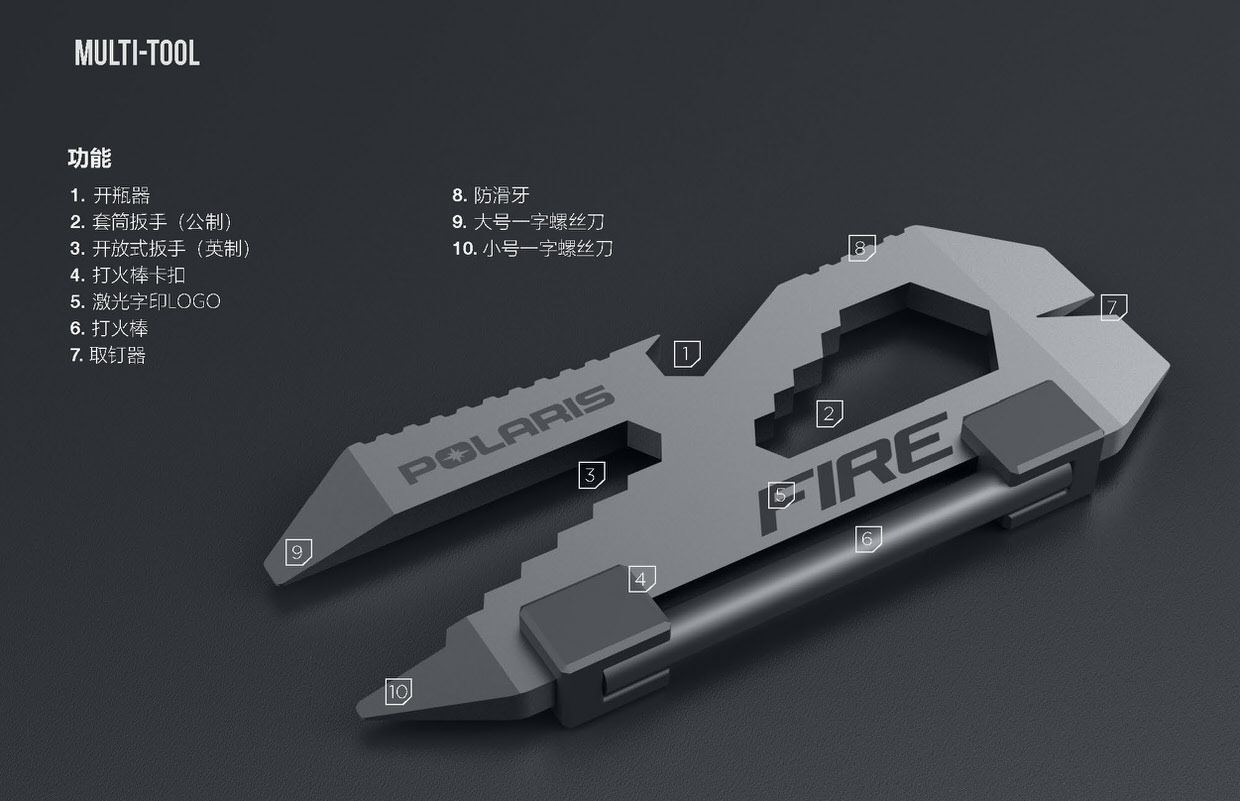 MULTI-TOOL
功能
1. 开瓶器
2. 套筒扳手（公制）
3. 开放式扳手（英制）
4. 打火棒卡扣
5. 激光字印LOGO
6. 打火棒
7. 取钉器
8. 防滑牙
9. 大号一字螺丝刀
10. 小号一字螺丝刀
8
7
1
POLARIS
2
FIRE
3
5
6
9
4
10